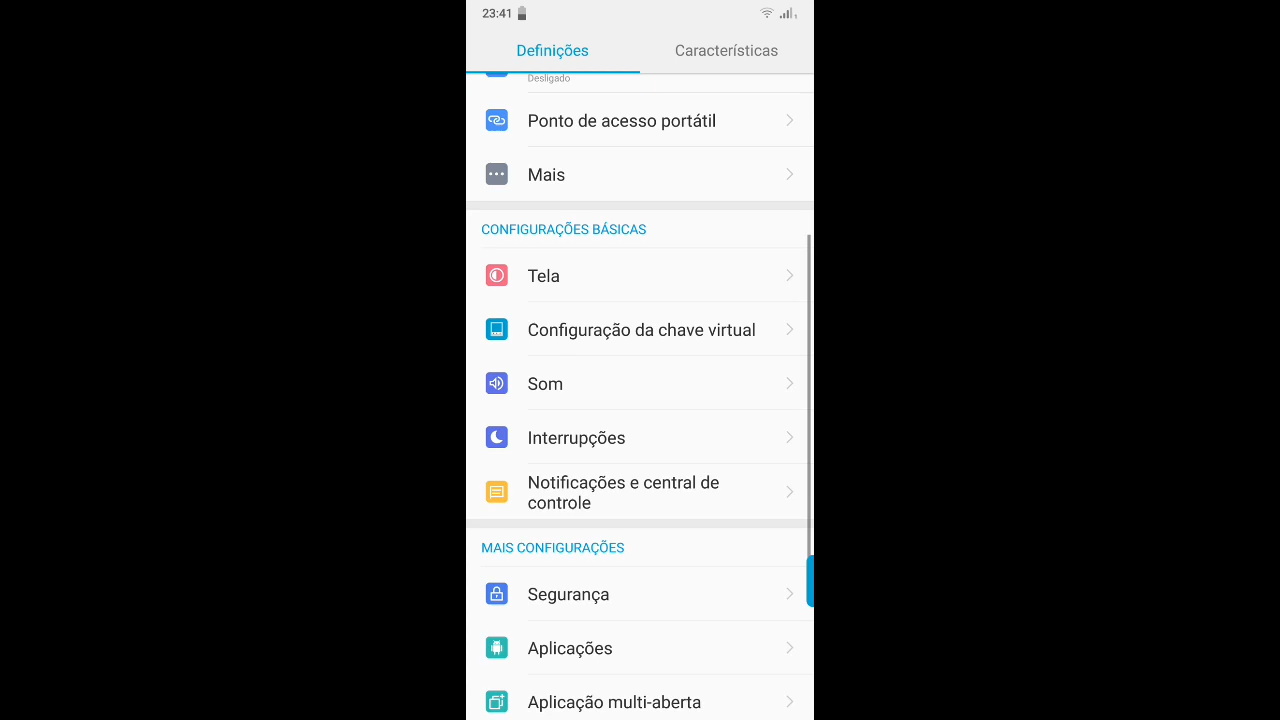 23:41
Definições
Características
Desligado
Ponto de acesso portátil
Mais
CONFIGURAÇÕES BÁSICAS
Tela
Configuração da chave virtual
Som
Interrupções
Notificações e central de
controle
MAIS CONFIGURAÇÕES
Segurança
Aplicações
Aplicação multi-aberta